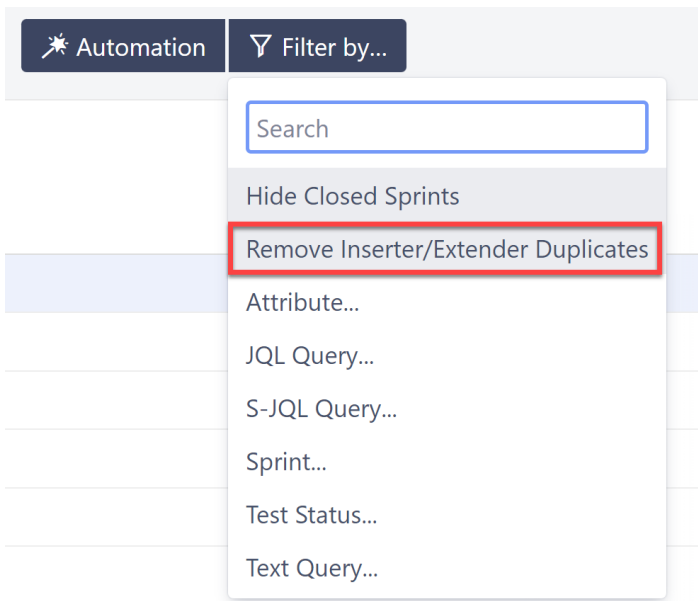 Automation
Filter by...
Search
Hide Closed Sprints
Remove Inserter/Extender Duplicates
Attribute...
JQL Query...
S-JQL Query...
Sprint...
Test Status...
Text Query...